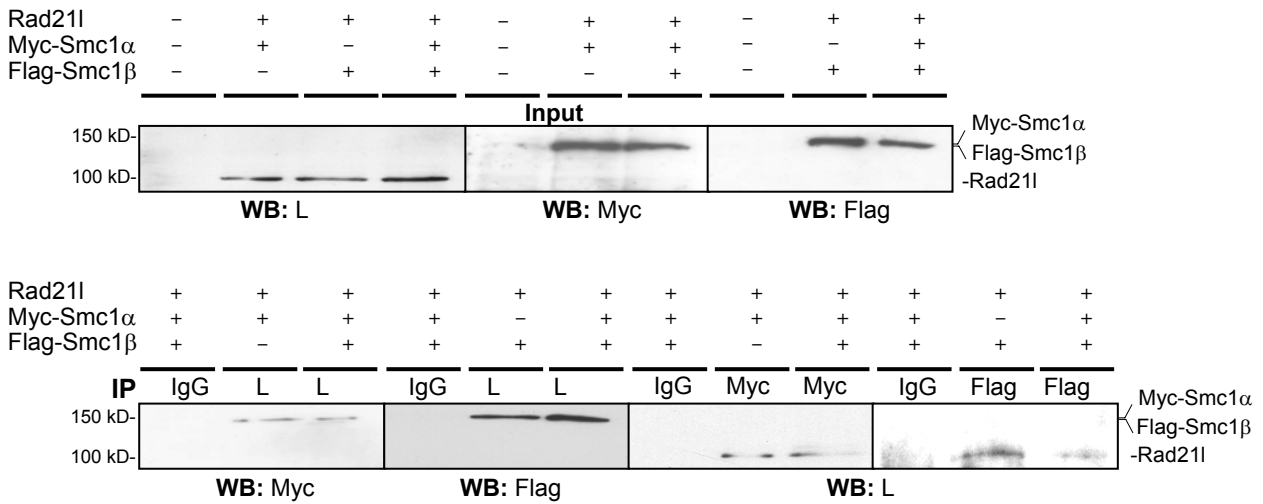 Rad21l – + + + – + + – + +
Myc-Smc1α – + – + – + + – – +
Flag-Smc1β – – + + – – + – + +
Input
150 kD-
100 kD-
Myc-Smc1α
Flag-Smc1β
-Rad21l
WB: L WB: Myc WB: Flag
Rad21l + + + + + + + + + + + +
Myc-Smc1α + + + + – + + + + + – +
Flag-Smc1β + – + + + + + – + + + +
IP IgG L L IgG L L IgG Myc Myc IgG Flag Flag
150 kD-
100 kD-
Myc-Smc1α
Flag-Smc1β
-Rad21l
WB: Myc WB: Flag WB: L